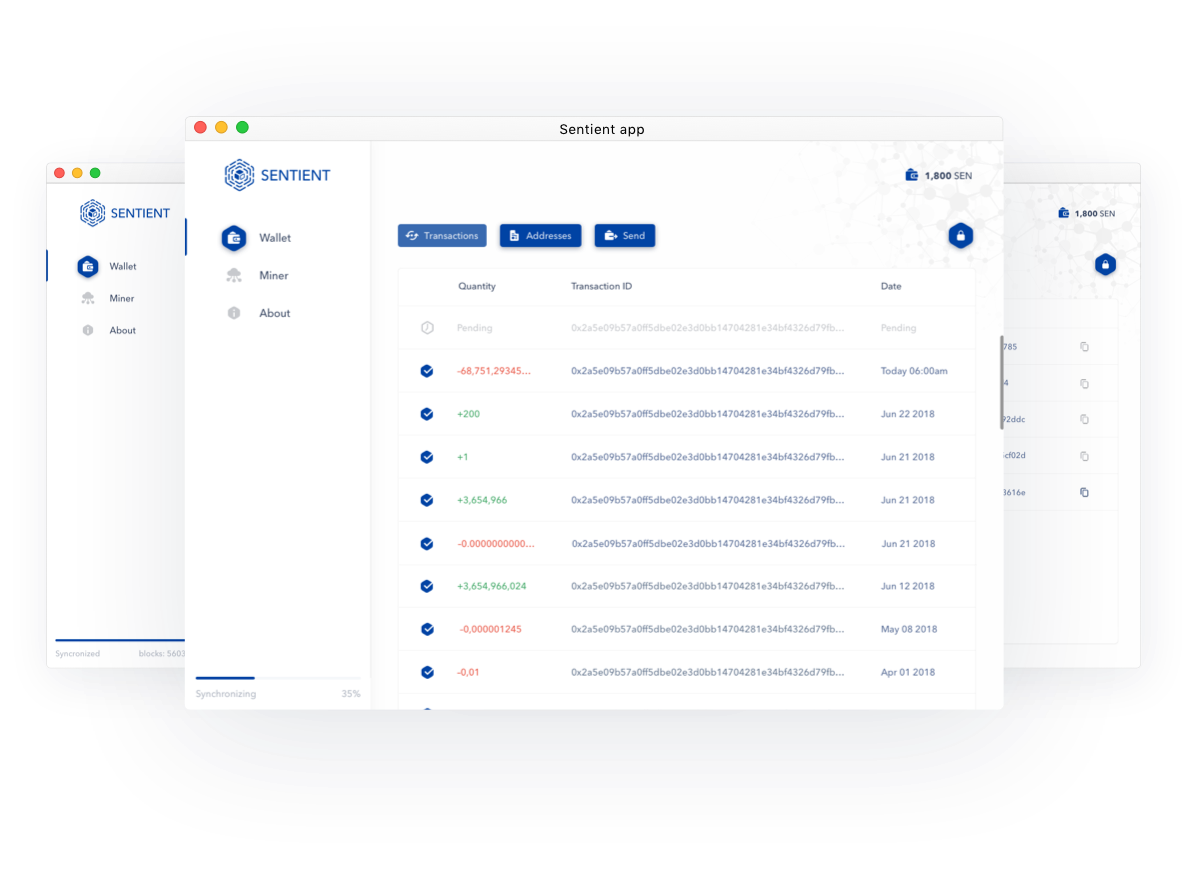 Sentient app
SENTIENT
1,800 SEN
Wallet
Miner
About
Transactions Addresses Send
Quantity Transaction ID Date
Pending 0x2a5e09b57a0ff5dbe02e3d0bb14704281e34bf4326d79fb... Pending
-68,751,29345... 0x2a5e09b57a0ff5dbe02e3d0bb14704281e34bf4326d79fb... Today 06:00am
+200 0x2a5e09b57a0ff5dbe02e3d0bb14704281e34bf4326d79fb... Jun 22 2018
+1 0x2a5e09b57a0ff5dbe02e3d0bb14704281e34bf4326d79fb... Jun 21 2018
+3,654,966 0x2a5e09b57a0ff5dbe02e3d0bb14704281e34bf4326d79fb... Jun 21 2018
-0.0000000000... 0x2a5e09b57a0ff5dbe02e3d0bb14704281e34bf4326d79fb... Jun 21 2018
+3,654,966,024 0x2a5e09b57a0ff5dbe02e3d0bb14704281e34bf4326d79fb... Jun 12 2018
-0,000001245 0x2a5e09b57a0ff5dbe02e3d0bb14704281e34bf4326d79fb... May 08 2018
-0,01 0x2a5e09b57a0ff5dbe02e3d0bb14704281e34bf4326d79fb... Apr 01 2018
Synchronizing 35%
SENTIENT
Wallet
Miner
About
Syncronized blocks: 5603
1,800 SEN
785
4
92ddc
cf02d
3616e